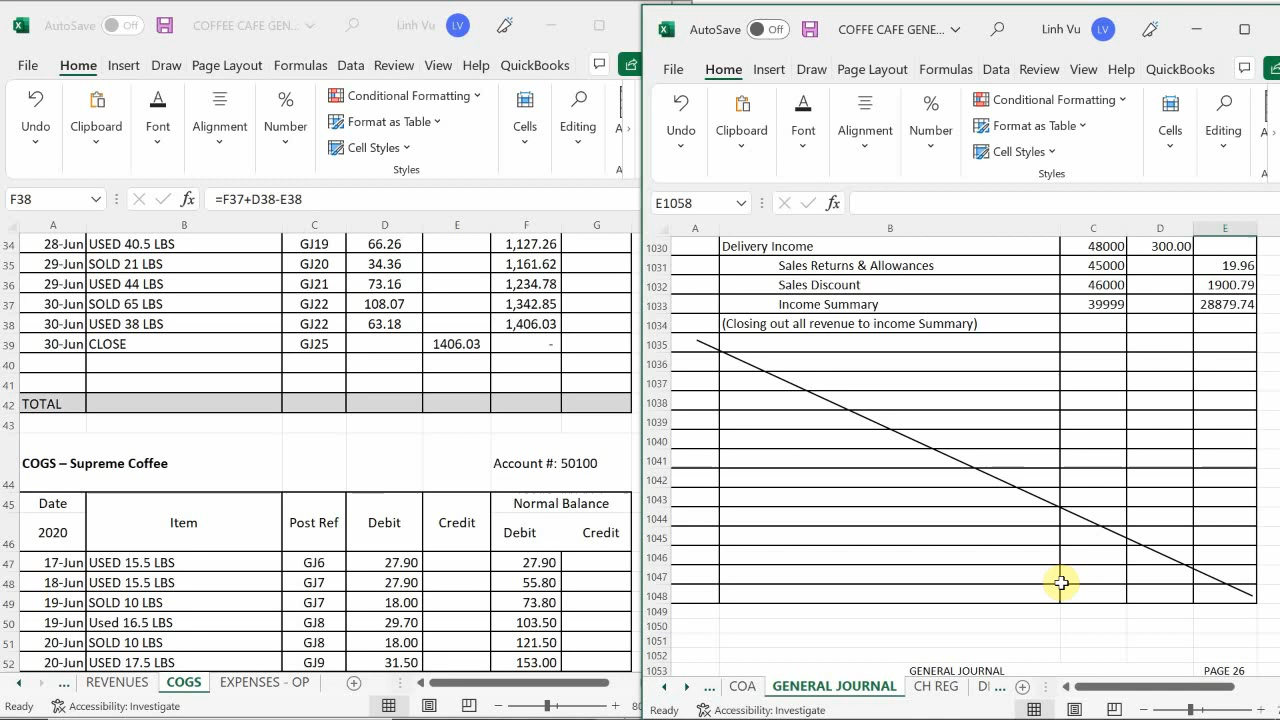 AutoSave Off COFFEE CAFE GEN... Linh Vu LV
File Home Insert Draw Page Layout Formulas Data Review View Help QuickBooks
Undo Clipboard Font Alignment Number Conditional Formatting Format as Table Cell Styles Styles Cells Editing
F38 =F37+D38-E38
A B C D E F G
34 28-Jun USED 40.5 LBS GJ19 66.26 1,127.26
35 29-Jun SOLD 21 LBS GJ20 34.36 1,161.62
36 29-Jun USED 44 LBS GJ21 73.16 1,234.78
37 30-Jun SOLD 65 LBS GJ22 108.07 1,342.85
38 30-Jun USED 38 LBS GJ22 63.18 1,406.03
39 30-Jun CLOSE GJ25 1406.03 -
40
41
42 TOTAL
43
44 COGS – Supreme Coffee Account #: 50100
45 Date Normal Balance
46 2020 Item Post Ref Debit Credit Debit Credit
47 17-Jun USED 15.5 LBS GJ6 27.90 27.90
48 18-Jun USED 15.5 LBS GJ7 27.90 55.80
49 19-Jun SOLD 10 LBS GJ7 18.00 73.80
50 19-Jun Used 16.5 LBS GJ8 29.70 103.50
51 20-Jun SOLD 10 LBS GJ8 18.00 121.50
52 20-Jun USED 17.5 LBS GJ9 31.50 153.00
... REVENUES COGS EXPENSES - OP
Ready Accessibility: Investigate 80
AutoSave Off COFFE CAFE GENE... Linh Vu LV
File Home Insert Draw Page Layout Formulas Data Review View Help QuickBooks
Undo Clipboard Font Alignment Number Conditional Formatting Format as Table Cell Styles Styles Cells Editing
E1058
A B C D E
1030 Delivery Income 48000 300.00
1031 Sales Returns & Allowances 45000 19.96
1032 Sales Discount 46000 1900.79
1033 Income Summary 39999 28879.74
1034 (Closing out all revenue to income Summary)
1035
1036
1037
1038
1039
1040
1041
1042
1043
1044
1045
1046
1047
1048
1049
1050
1051
1052
1053 GENERAL JOURNAL PAGE 26
... COA GENERAL JOURNAL CH REG DI ...
Ready Accessibility: Investigate